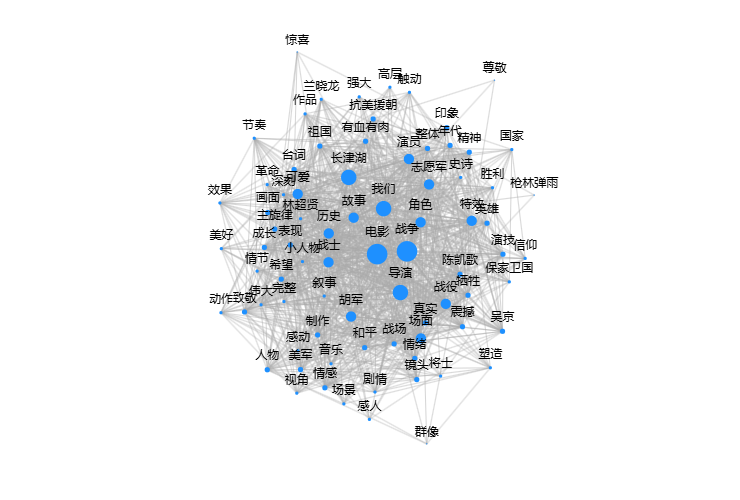 惊喜
尊敬
高层
触动
强大
兰晓龙
作品
抗美援朝
印象
节奏
祖国
有血有肉
整体
年代
国家
精神
演员
台词
长津湖
志愿军
史诗
革命
可爱
深刻
胜利
枪林弹雨
效果
画面
我们
林超贤
故事
角色
特效
英雄
主旋律
历史
美好
成长
表现
电影
战争
演技
信仰
小人物
战士
情节
希望
陈凯歌
保家卫国
导演
牺牲
叙事
完整
伟大
战役
动作
致敬
胡军
真实
震撼
吴京
制作
场面
和平
战场
感动
情绪
音乐
人物
美军
塑造
镜头
将士
情感
视角
剧情
场景
感人
群像